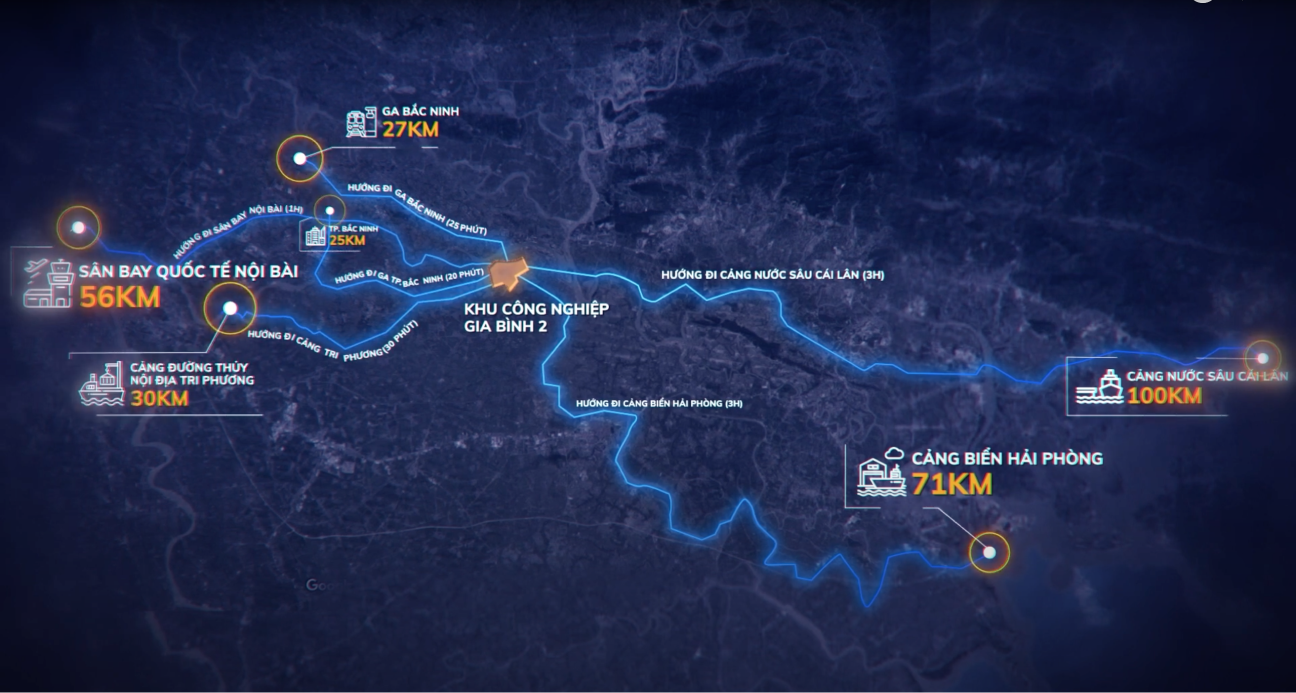 GA BẮC NINH
27KM
HƯỚNG ĐI GA BẮC NINH (25 PHÚT)
HƯỚNG ĐI SÂN BAY NỘI BÀI (1H)
TP. BẮC NINH
25KM
SÂN BAY QUỐC TẾ NỘI BÀI
56KM
HƯỚNG ĐI GA TP.BẮC NINH (20 PHÚT)
HƯỚNG ĐI CẢNG NƯỚC SÂU CÁI LÂN (3H)
KHU CÔNG NGHIỆP
GIA BÌNH 2
HƯỚNG ĐI CẢNG TRI PHƯƠNG (30 PHÚT)
CẢNG ĐƯỜNG THỦY
NỘI ĐỊA TRI PHƯƠNG
30KM
CẢNG NƯỚC SÂU CÁI LÂN
100KM
HƯỚNG ĐI CẢNG BIỂN HẢI PHÒNG (3H)
CẢNG BIỂN HẢI PHÒNG
71KM